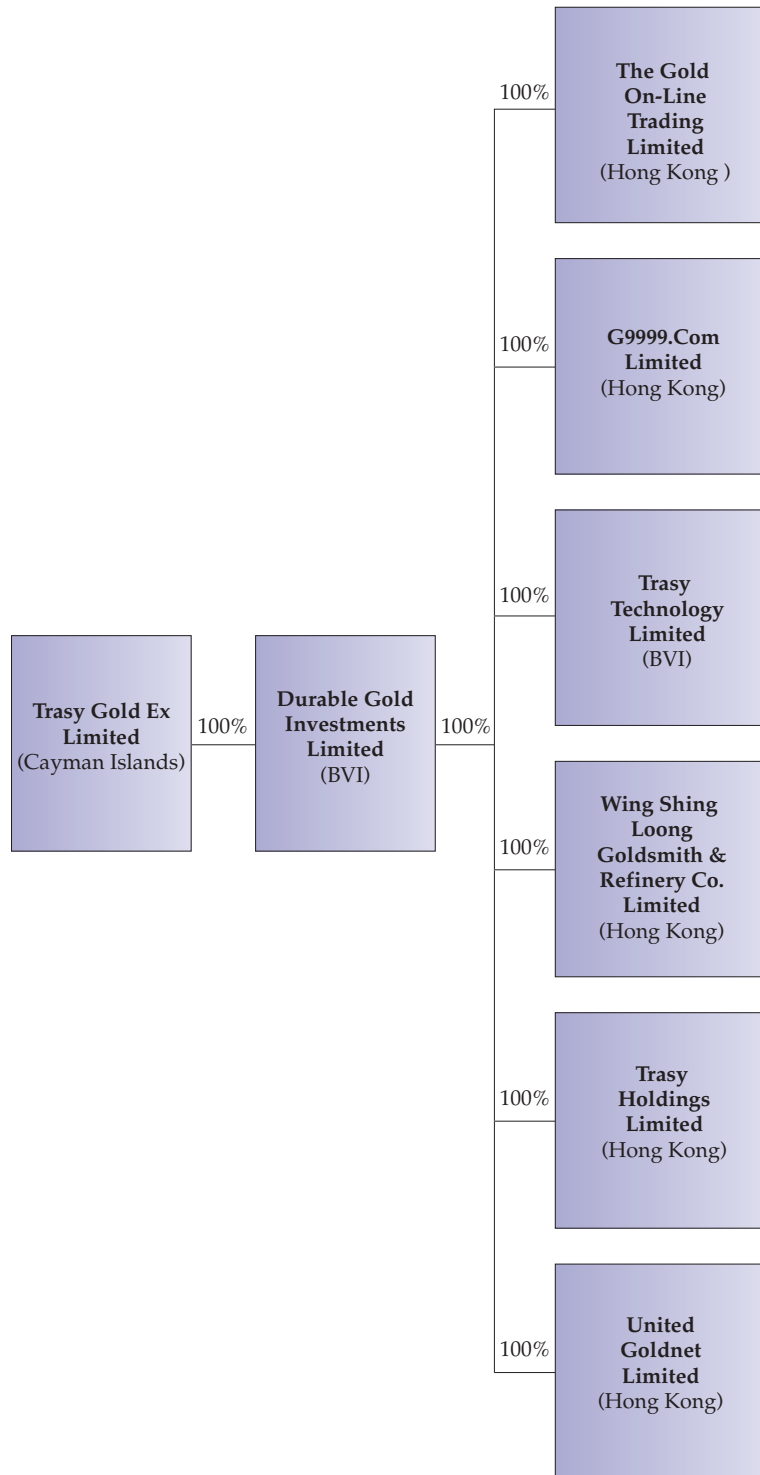 100%
The Gold
On-Line
Trading
Limited
(Hong Kong )
100%
G9999.Com
Limited
(Hong Kong)
100%
Trasy
Technology
Limited
(BVI)
Trasy Gold Ex
Limited
(Cayman Islands)
100%
Durable Gold
Investments
Limited
(BVI)
100%
100%
Wing Shing
Loong
Goldsmith &
Refinery Co.
Limited
(Hong Kong)
100%
Trasy
Holdings
Limited
(Hong Kong)
100%
United
Goldnet
Limited
(Hong Kong)